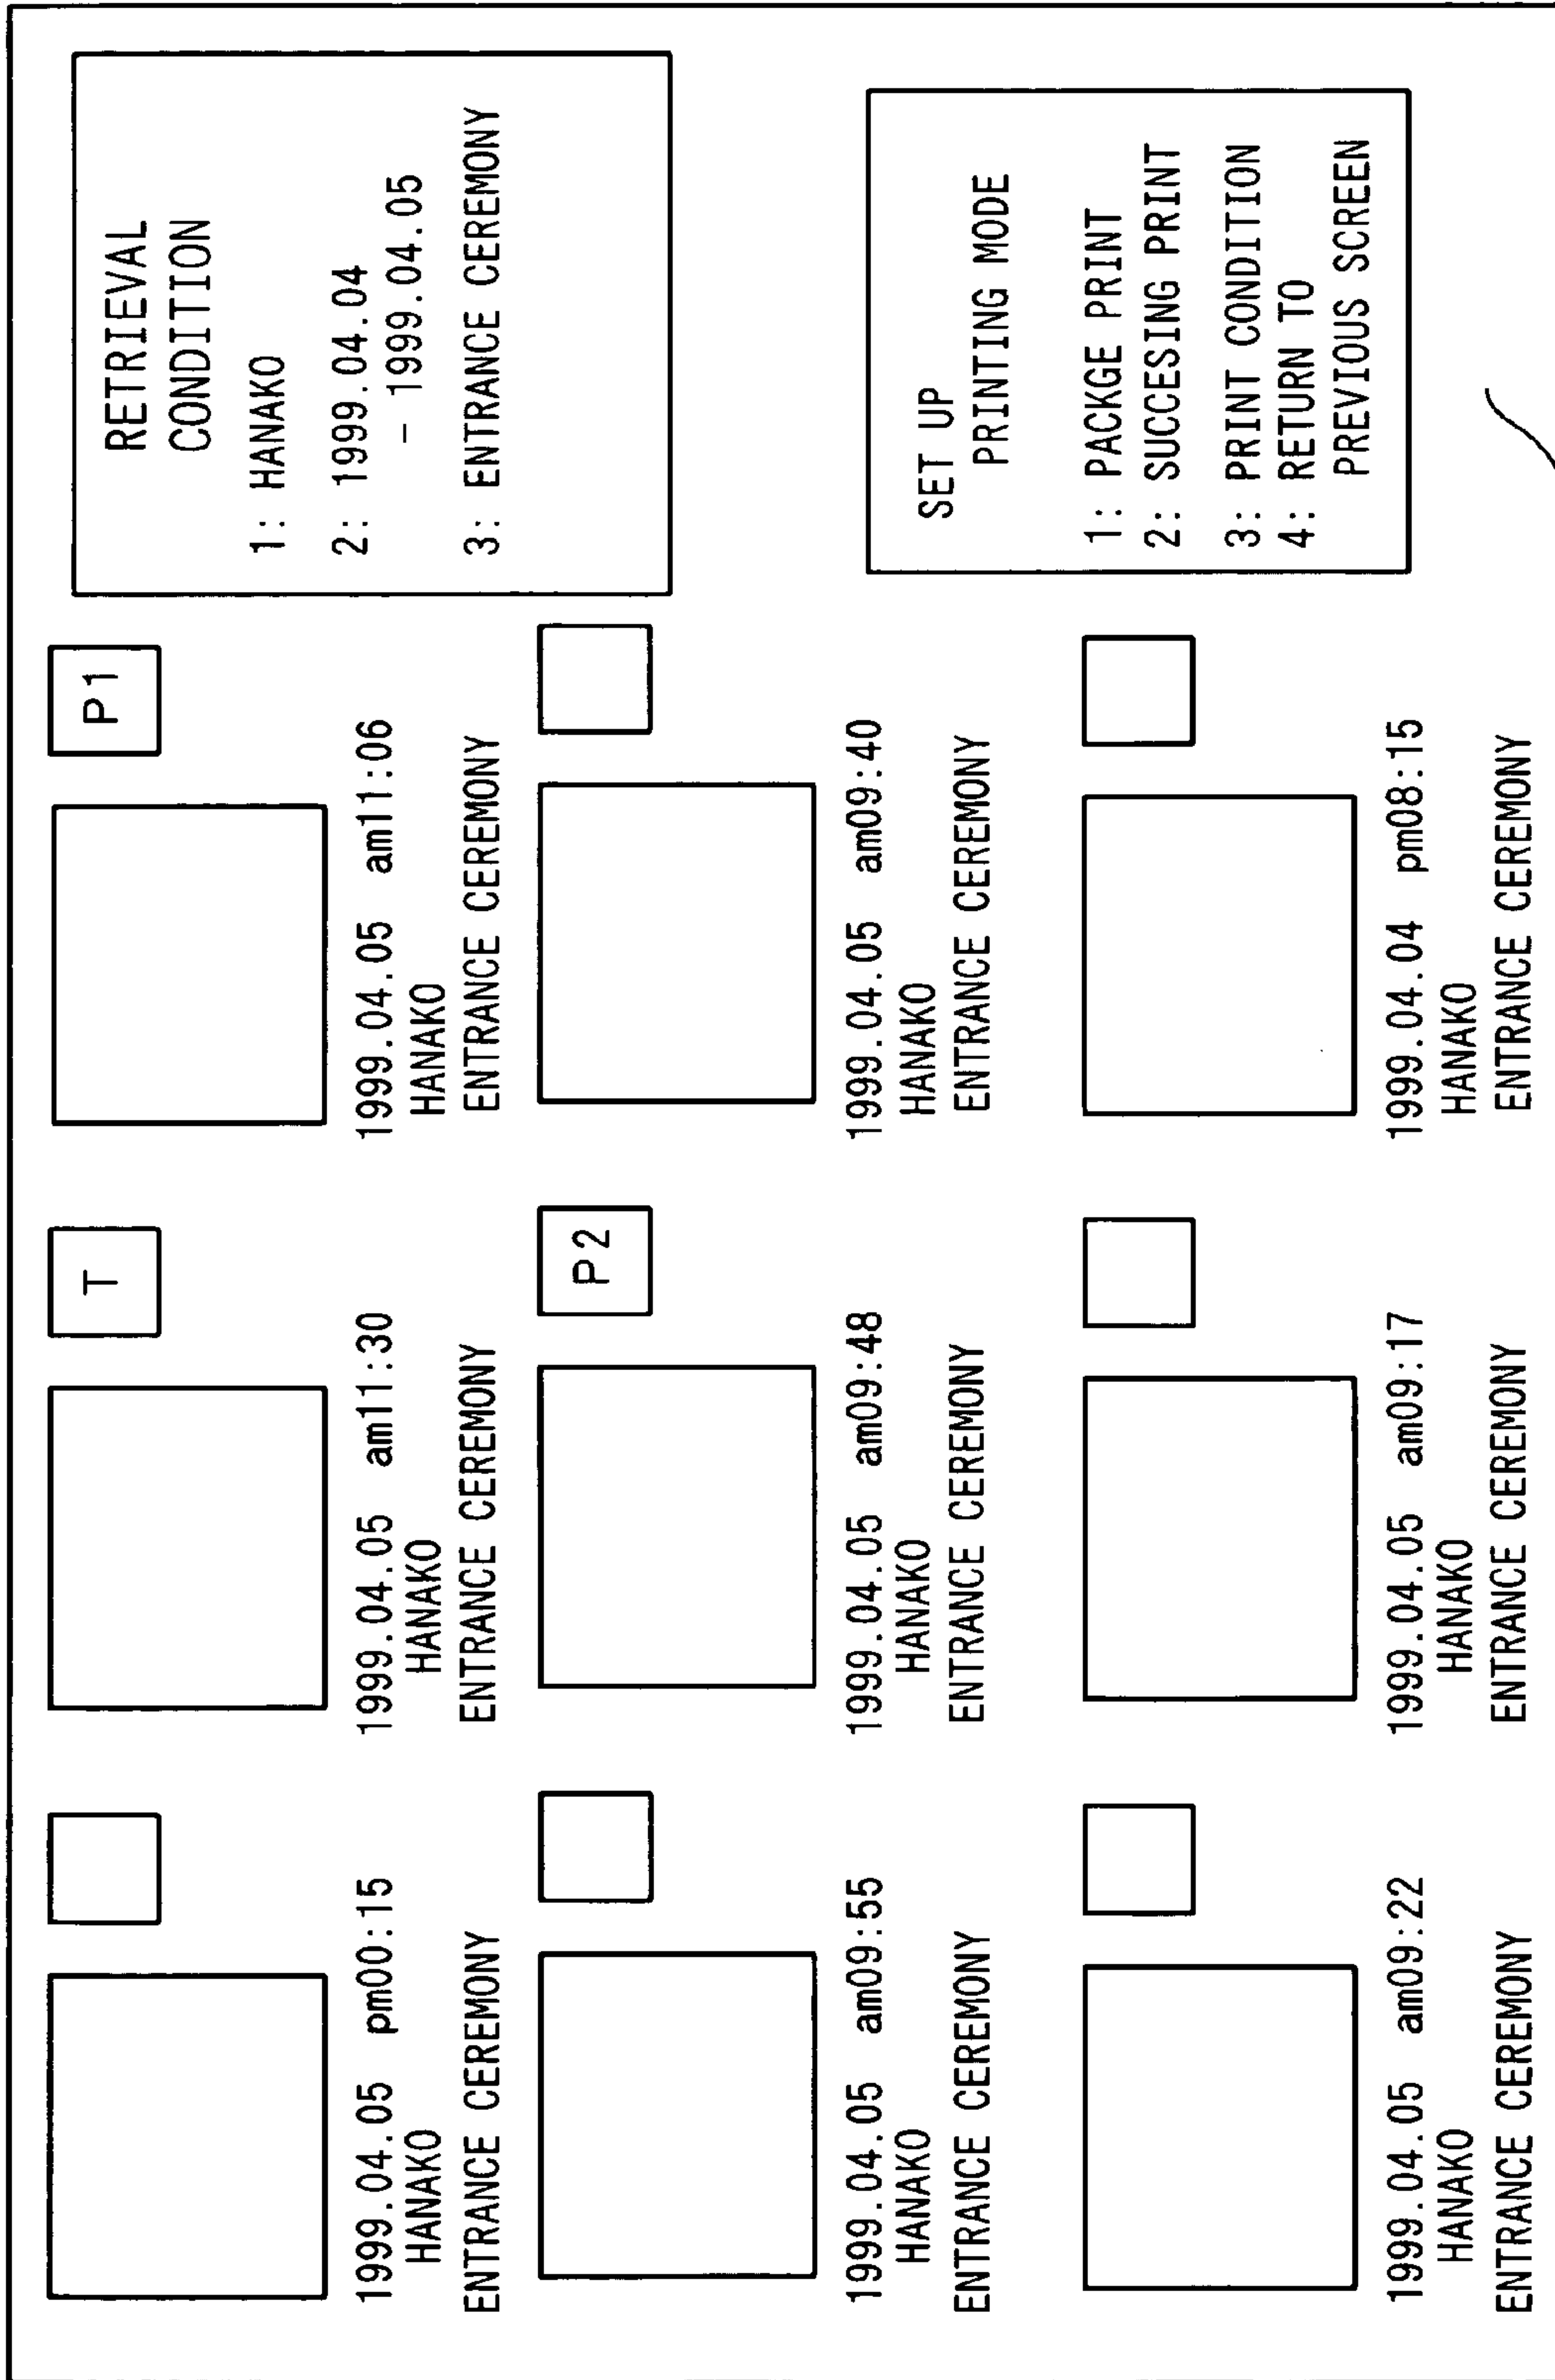 T
P1
1999.04.05 pm00:15
HANAKO
ENTRANCE CEREMONY
1999.04.05 am11:30
HANAKO
ENTRANCE CEREMONY
1999.04.05 am11:06
HANAKO
ENTRANCE CEREMONY
P2
1999.04.05 am09:55
HANAKO
ENTRANCE CEREMONY
1999.04.05 am09:48
HANAKO
ENTRANCE CEREMONY
1999.04.05 am09:40
HANAKO
ENTRANCE CEREMONY
1999.04.05 am09:22
HANAKO
ENTRANCE CEREMONY
1999.04.05 am09:17
HANAKO
ENTRANCE CEREMONY
1999.04.04 pm08:15
HANAKO
ENTRANCE CEREMONY
RETRIEVAL
CONDITION
1: HANAKO
2: 1999.04.04
- 1999.04.05
3: ENTRANCE CEREMONY
SET UP
PRINTING MODE
1: PACKGE PRINT
2: SUCCESING PRINT
3: PRINT CONDITION
4: RETURN TO
PREVIOUS SCREEN